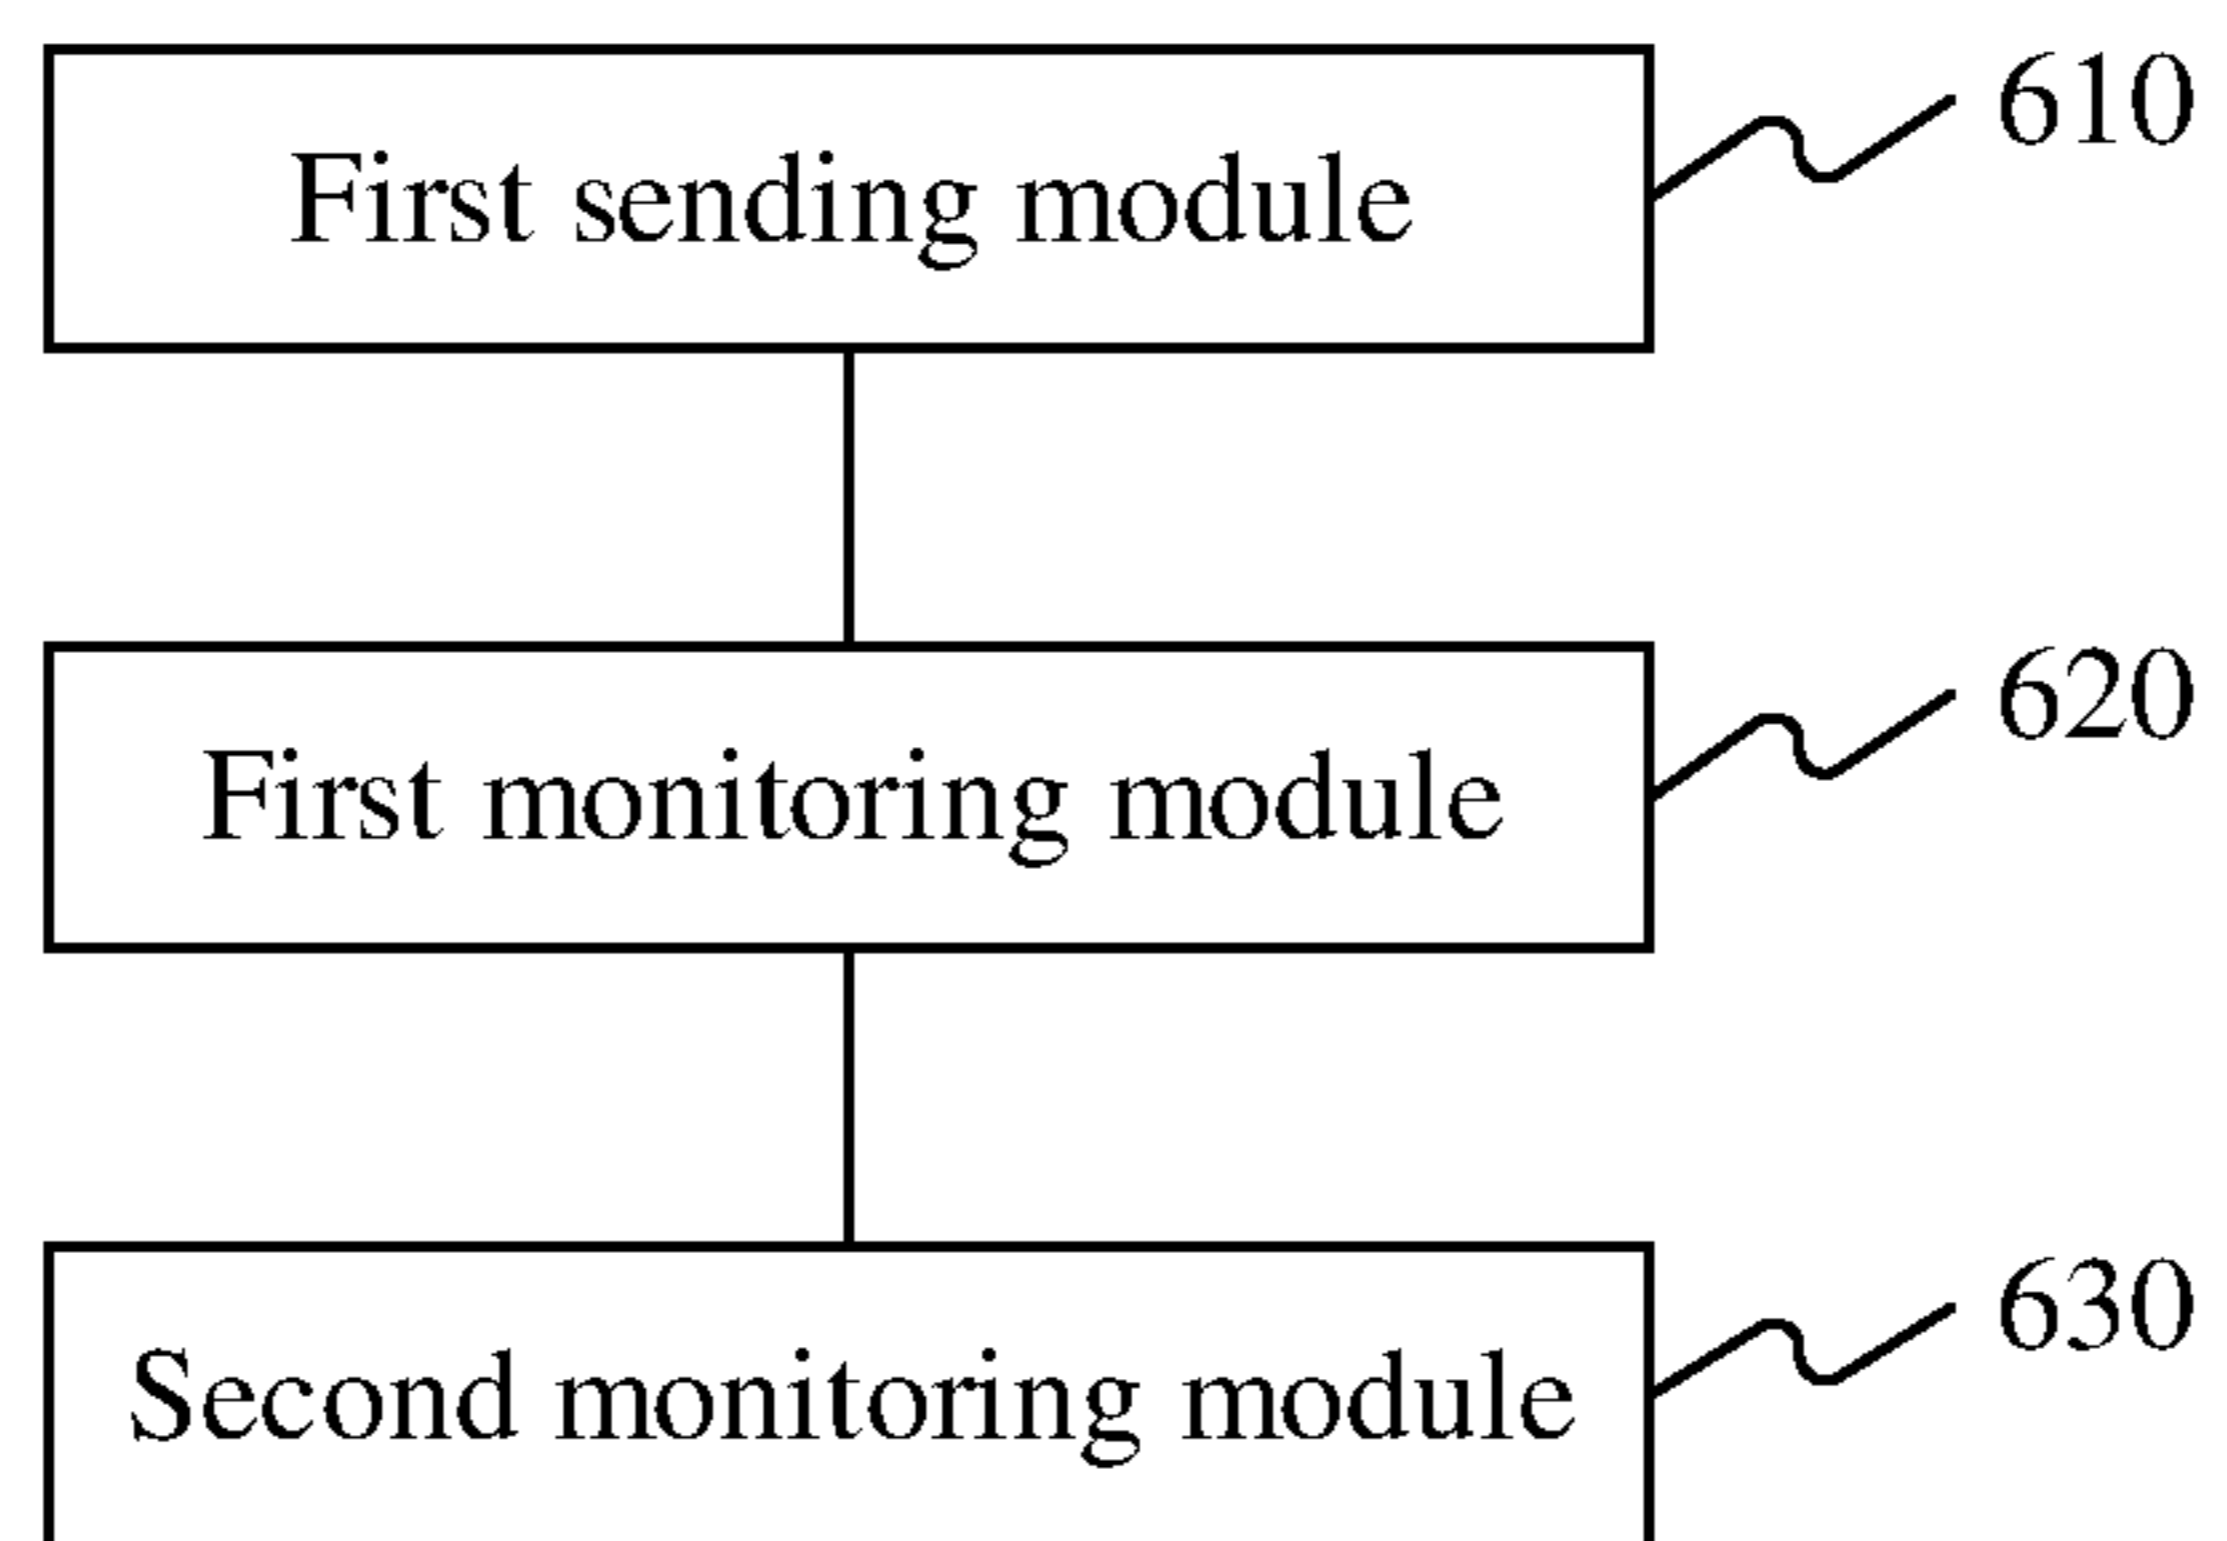 610
First sending module
620
First monitoring module
630
Second monitoring module